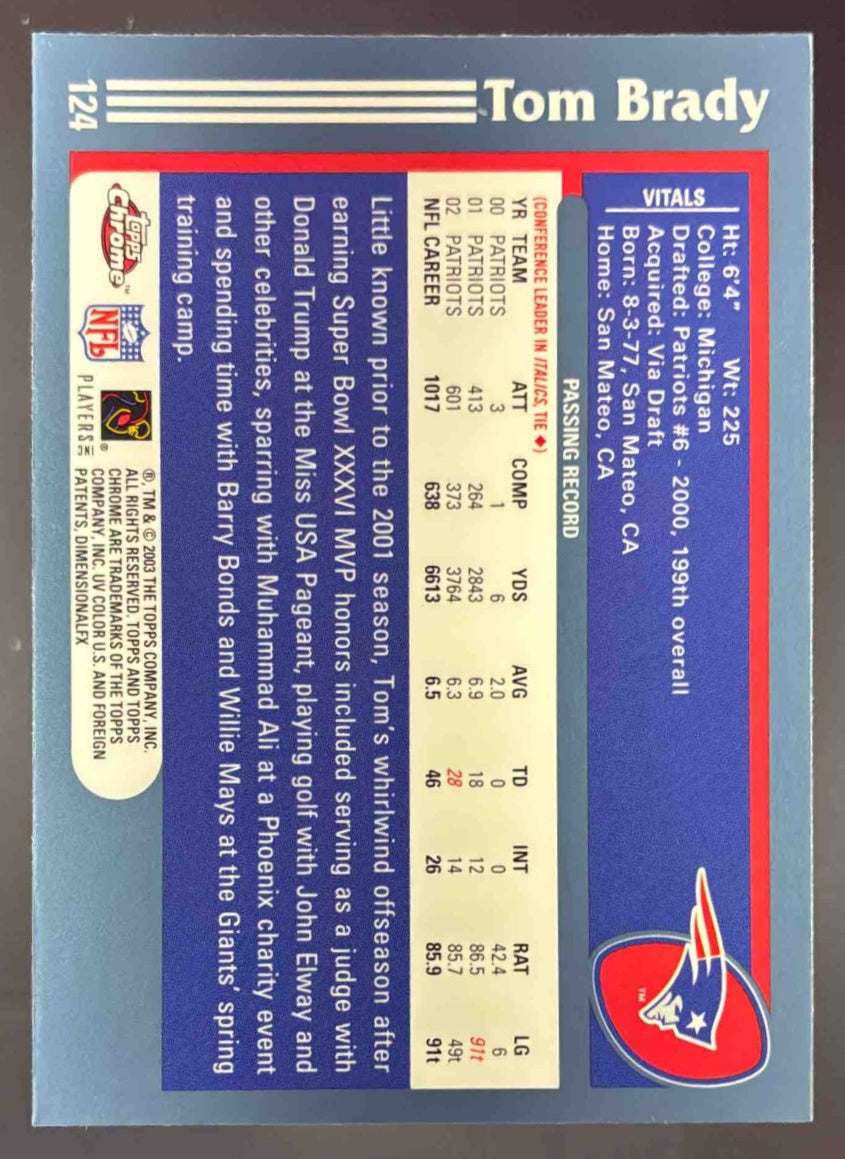 124
Tom Brady
VITALS
Ht: 6'4" Wt: 225
College: Michigan
Drafted: Patriots #6 - 2000, 199th overall
Acquired: Via Draft
Born: 8-3-77, San Mateo, CA
Home: San Mateo, CA
PASSING RECORD
(CONFERENCE LEADER IN ITALICS, TIE ◆)
YR TEAM ATT COMP YDS AVG TD INT RAT LG
00 PATRIOTS 3 1 6 2.0 0 0 42.4 6
01 PATRIOTS 413 264 2843 6.9 18 12 86.5 91t
02 PATRIOTS 601 373 3764 6.3 28 14 85.7 49t
NFL CAREER 1017 638 6613 6.5 46 26 85.9 91t
Little known prior to the 2001 season, Tom's whirlwind offseason after
earning Super Bowl XXXVI MVP honors included serving as a judge with
Donald Trump at the Miss USA Pageant, playing golf with John Elway and
other celebrities, sparring with Muhammad Ali at a Phoenix charity event
and spending time with Barry Bonds and Willie Mays at the Giants' spring
training camp.
topps
Chrome™
NFL
PLAYERS INC
®, TM & © 2003 THE TOPPS COMPANY, INC.
ALL RIGHTS RESERVED. TOPPS AND TOPPS
CHROME ARE TRADEMARKS OF THE TOPPS
COMPANY, INC. UV COLOR U.S. AND FOREIGN
PATENTS, DIMENSIONALFX
TM